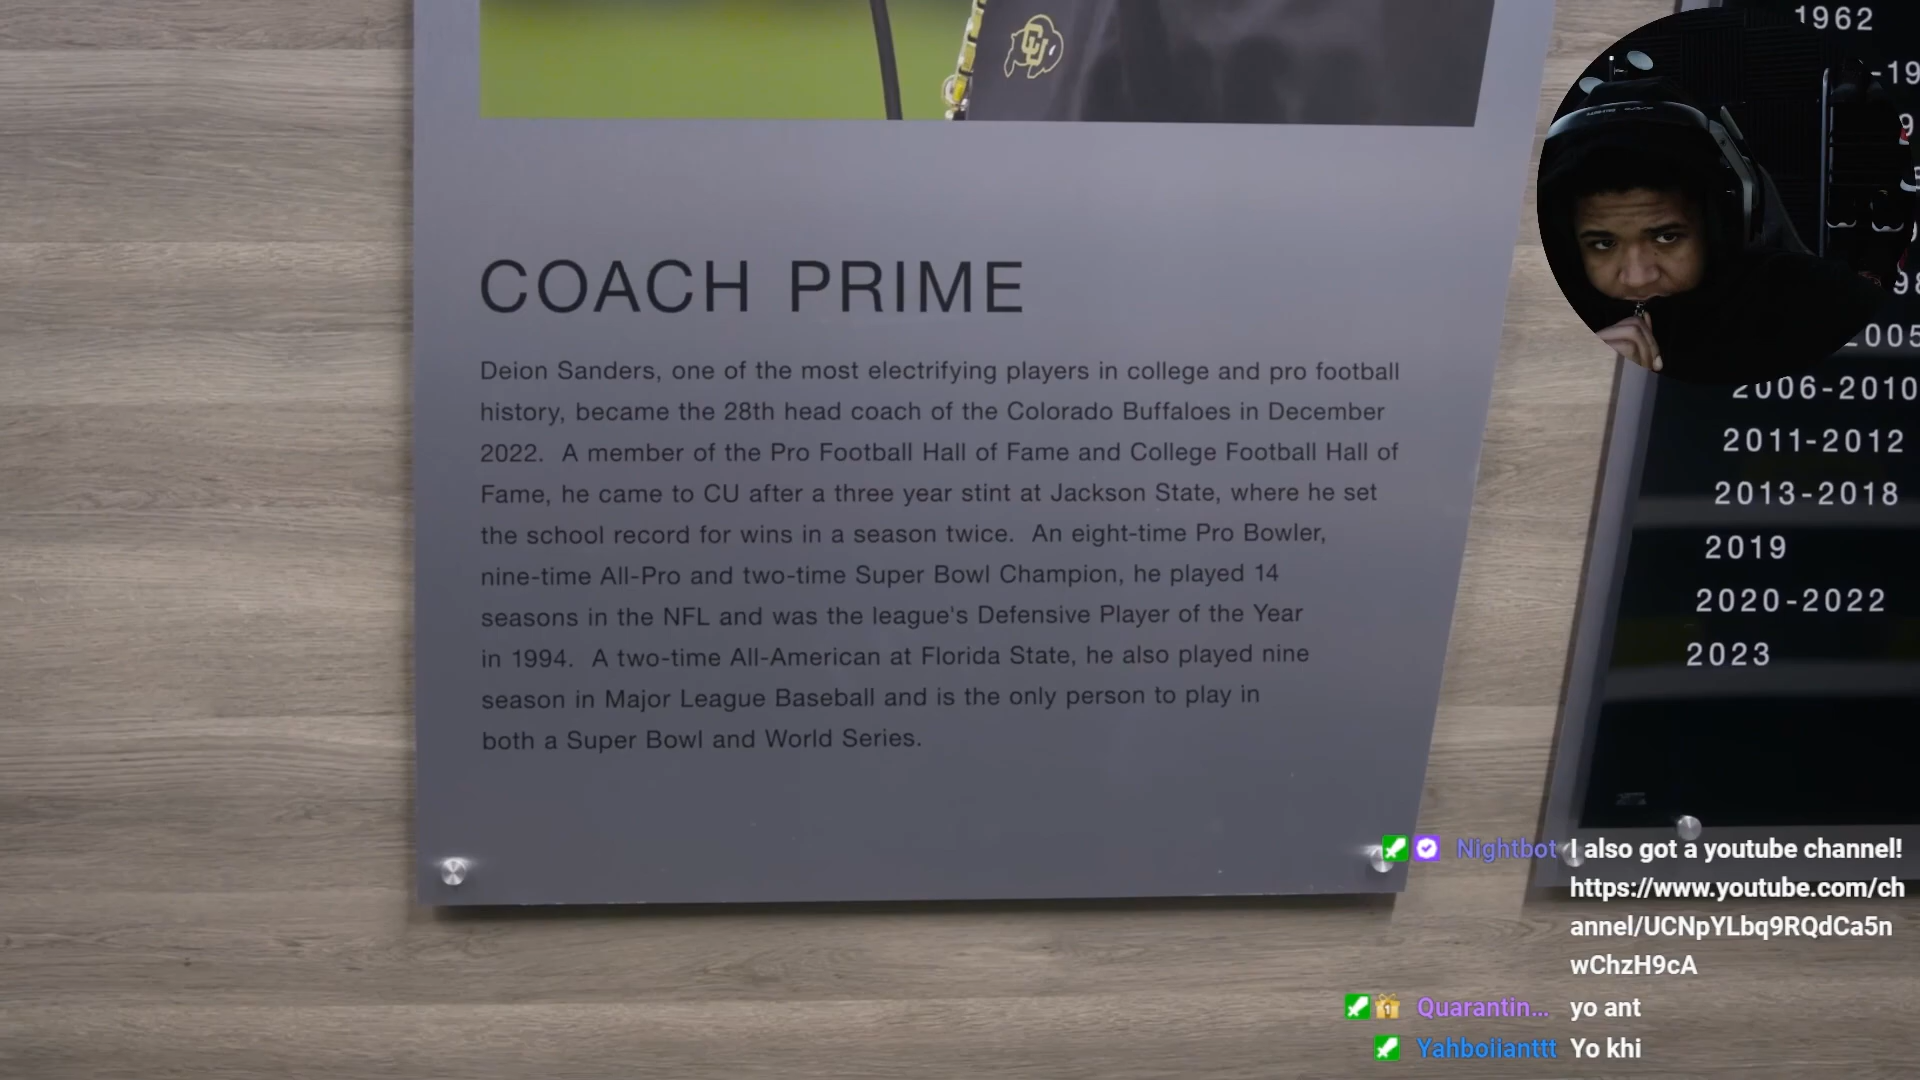 CU
COACH PRIME
Deion Sanders, one of the most electrifying players in college and pro football
history, became the 28th head coach of the Colorado Buffaloes in December
2022. A member of the Pro Football Hall of Fame and College Football Hall of
Fame, he came to CU after a three year stint at Jackson State, where he set
the school record for wins in a season twice. An eight-time Pro Bowler,
nine-time All-Pro and two-time Super Bowl Champion, he played 14
seasons in the NFL and was the league's Defensive Player of the Year
in 1994. A two-time All-American at Florida State, he also played nine
season in Major League Baseball and is the only person to play in
both a Super Bowl and World Series.
1962
-19
9
98
2005
2006-2010
2011-2012
2013-2018
2019
2020-2022
2023
Nightbot I also got a youtube channel!
https://www.youtube.com/ch
annel/UCNpYLbq9RQdCa5n
wChzH9cA
Quarantin... yo ant
Yahboiianttt Yo khi